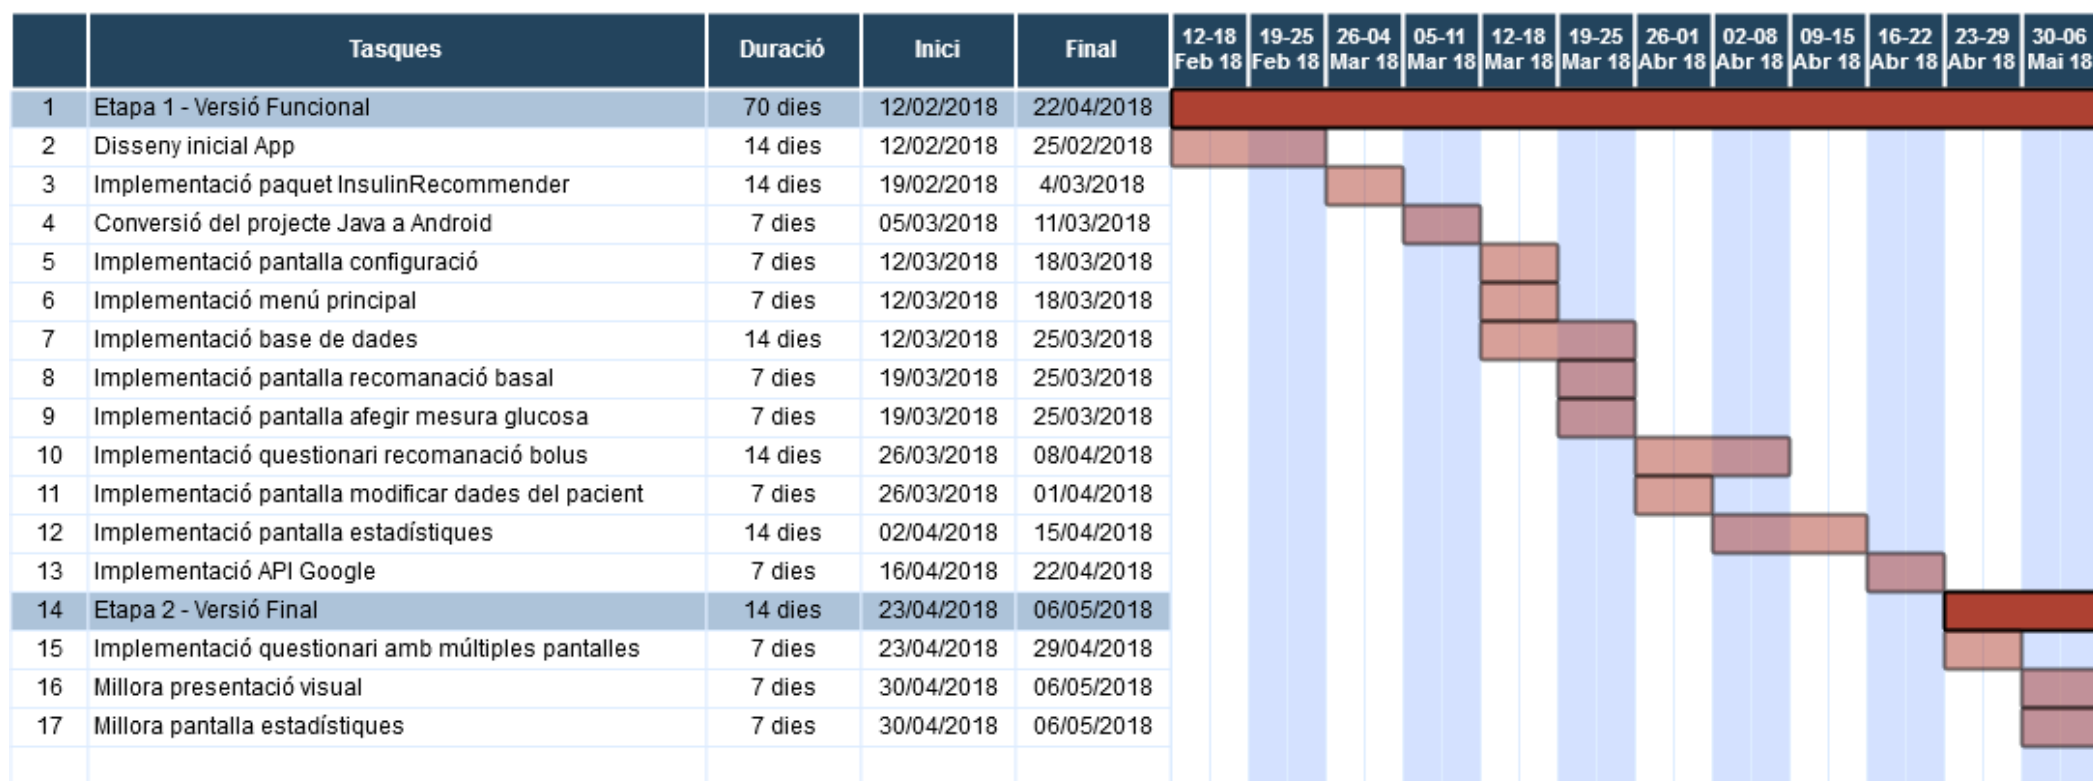 Tasques Duració Inici Final 12-18 Feb 18 19-25 Feb 18 26-04 Mar 18 05-11 Mar 18 12-18 Mar 18 19-25 Mar 18 26-01 Abr 18 02-08 Abr 18 09-15 Abr 18 16-22 Abr 18 23-29 Abr 18 30-06 Mai 18
1 Etapa 1 - Versió Funcional 70 dies 12/02/2018 22/04/2018
2 Disseny inicial App 14 dies 12/02/2018 25/02/2018
3 Implementació paquet InsulinRecommender 14 dies 19/02/2018 4/03/2018
4 Conversió del projecte Java a Android 7 dies 05/03/2018 11/03/2018
5 Implementació pantalla configuració 7 dies 12/03/2018 18/03/2018
6 Implementació menú principal 7 dies 12/03/2018 18/03/2018
7 Implementació base de dades 14 dies 12/03/2018 25/03/2018
8 Implementació pantalla recomanació basal 7 dies 19/03/2018 25/03/2018
9 Implementació pantalla afegir mesura glucosa 7 dies 19/03/2018 25/03/2018
10 Implementació questionari recomanació bolus 14 dies 26/03/2018 08/04/2018
11 Implementació pantalla modificar dades del pacient 7 dies 26/03/2018 01/04/2018
12 Implementació pantalla estadístiques 14 dies 02/04/2018 15/04/2018
13 Implementació API Google 7 dies 16/04/2018 22/04/2018
14 Etapa 2 - Versió Final 14 dies 23/04/2018 06/05/2018
15 Implementació questionari amb múltiples pantalles 7 dies 23/04/2018 29/04/2018
16 Millora presentació visual 7 dies 30/04/2018 06/05/2018
17 Millora pantalla estadístiques 7 dies 30/04/2018 06/05/2018